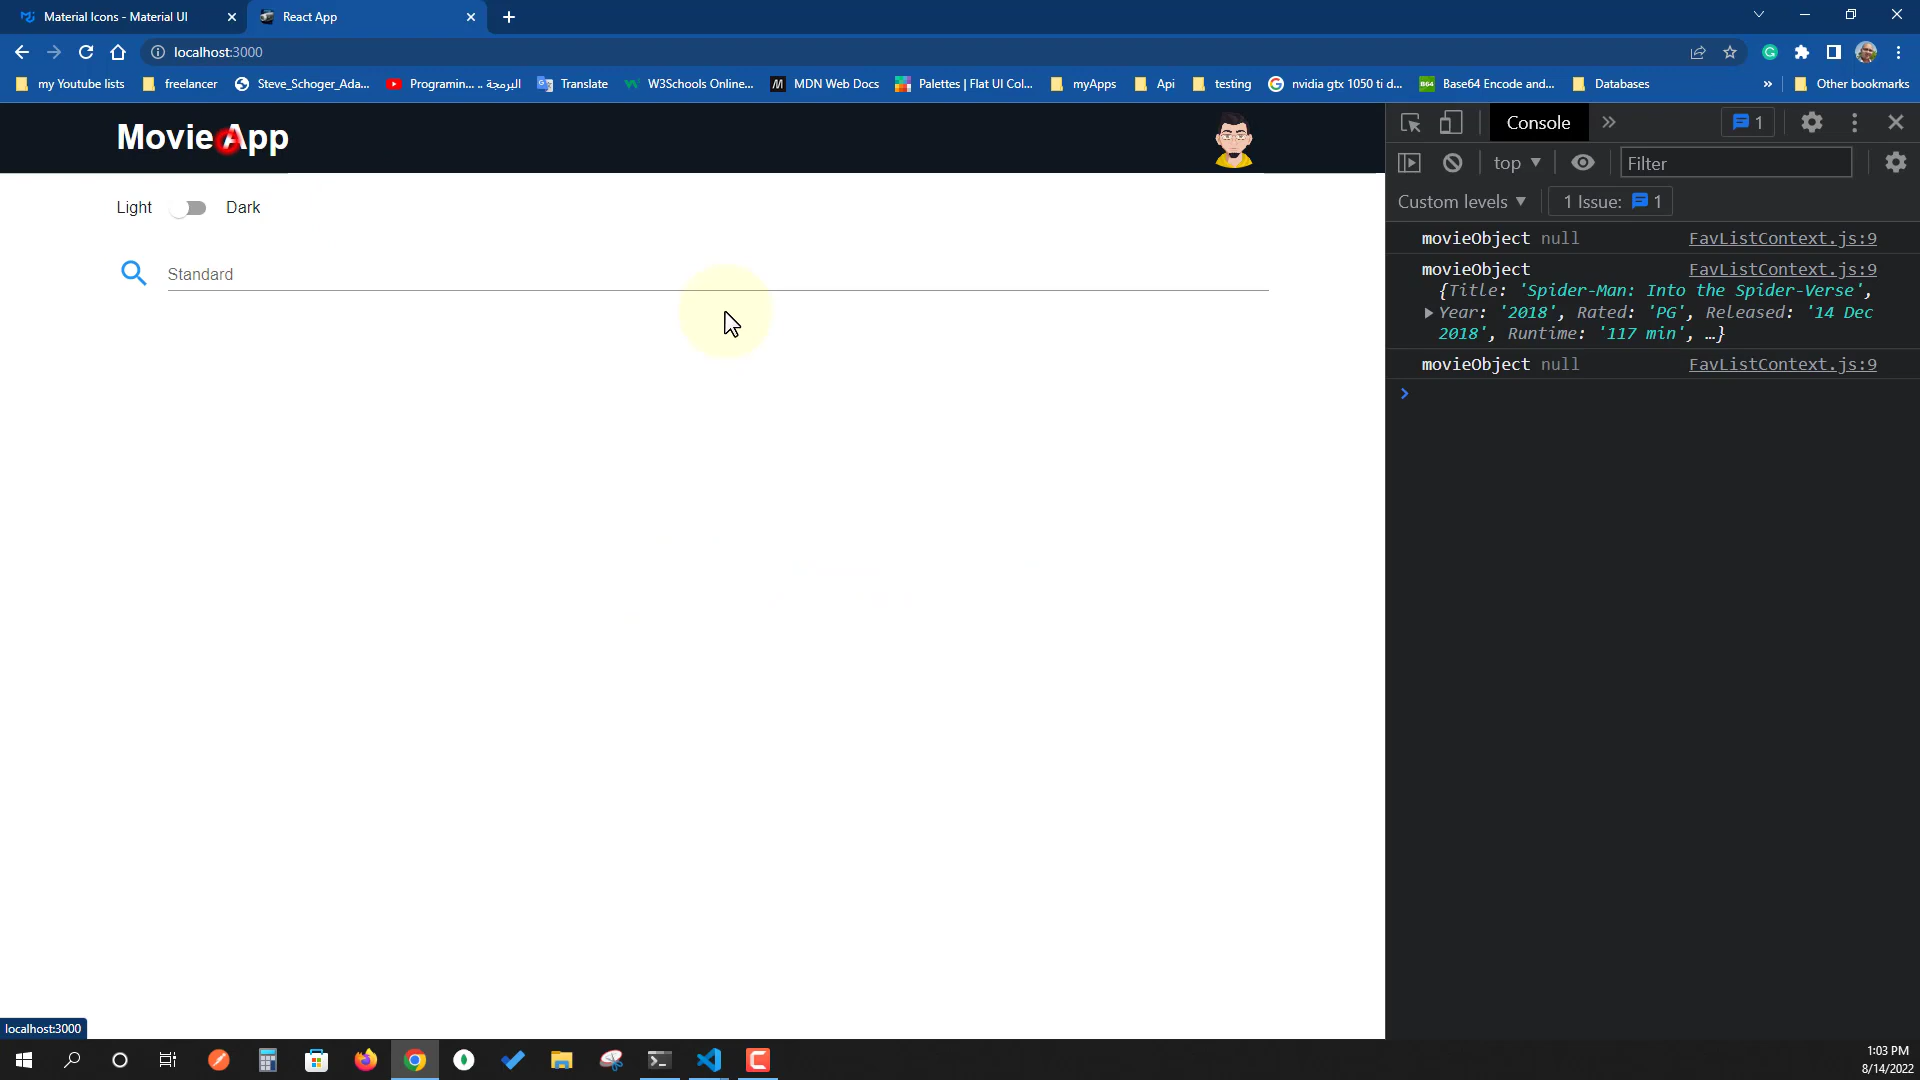 Material Icons - Material UI
React App
localhost:3000
my Youtube lists
freelancer
Steve_Schoger_Ada...
Programin... .. البرمجة
Translate
W3Schools Online...
MDN Web Docs
Palettes | Flat UI Col...
myApps
Api
testing
nvidia gtx 1050 ti d...
Base64 Encode and...
Databases
»
Other bookmarks
Movie App
Light
Dark
Standard
Console
»
1
top
Filter
Custom levels
1 Issue: 1
movieObject null FavListContext.js:9
movieObject FavListContext.js:9
{Title: 'Spider-Man: Into the Spider-Verse',
Year: '2018', Rated: 'PG', Released: '14 Dec
2018', Runtime: '117 min', …}
movieObject null FavListContext.js:9
localhost:3000
1:03 PM
8/14/2022